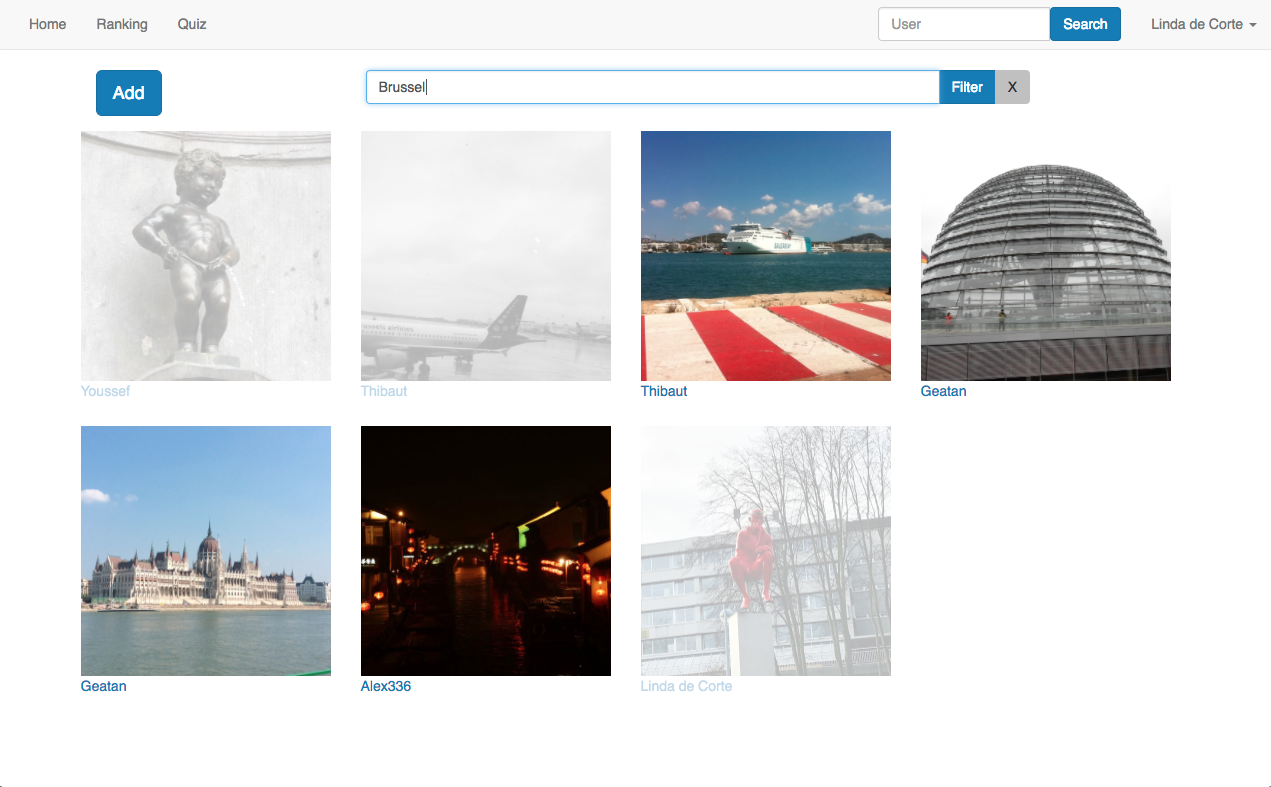 Home Ranking Quiz User Search Linda de Corte
Add Brussel Filter X
Youssef Thibaut Thibaut Geatan
Geatan Alex336 Linda de Corte